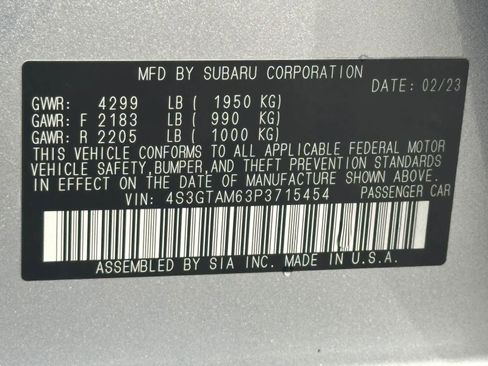 MFD BY SUBARU CORPORATION
DATE: 02/23
GVWR: 4299 LB ( 1950 KG)
GAWR: F 2183 LB ( 990 KG)
GAWR: R 2205 LB ( 1000 KG)
THIS VEHICLE CONFORMS TO ALL APPLICABLE FEDERAL MOTOR
VEHICLE SAFETY,BUMPER,AND THEFT PREVENTION STANDARDS
IN EFFECT ON THE DATE OF MANUFACTURE SHOWN ABOVE.
VIN: 4S3GTAM63P3715454 PASSENGER CAR
ASSEMBLED BY SIA INC. MADE IN U.S.A.